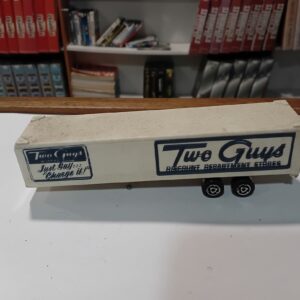 Two Guys
Just Say...
"Charge it!"
Two Guys
DISCOUNT DEPARTMENT STORES